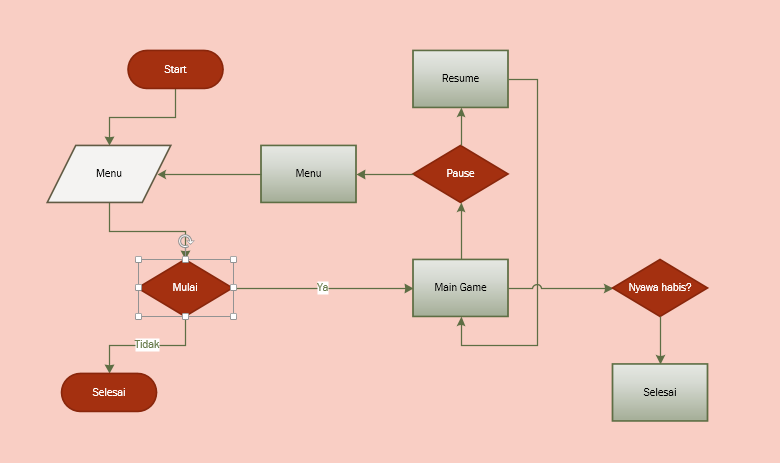 Start
Resume
Menu
Menu
Pause
Mulai
Ya
Main Game
Nyawa habis?
Tidak
Selesai
Selesai